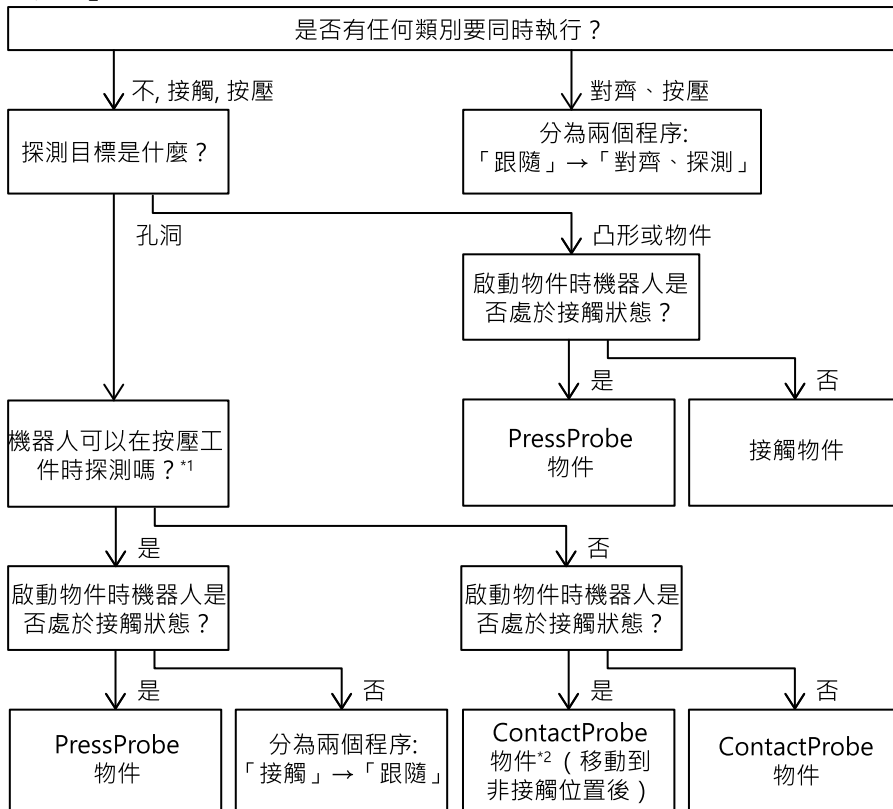 是否有任何類別要同時執行？
不, 接觸, 按壓
對齊、按壓
探測目標是什麼？
分為兩個程序:
「跟隨」→「對齊、探測」
孔洞
凸形或物件
啟動物件時機器人是
否處於接觸狀態？
是
否
機器人可以在按壓工
件時探測嗎？*1
PressProbe
物件
接觸物件
是
否
啟動物件時機器人是
否處於接觸狀態？
啟動物件時機器人是
否處於接觸狀態？
是
否
是
否
PressProbe
物件
分為兩個程序:
「接觸」→「跟隨」
ContactProbe
物件*2（移動到
非接觸位置後）
ContactProbe
物件